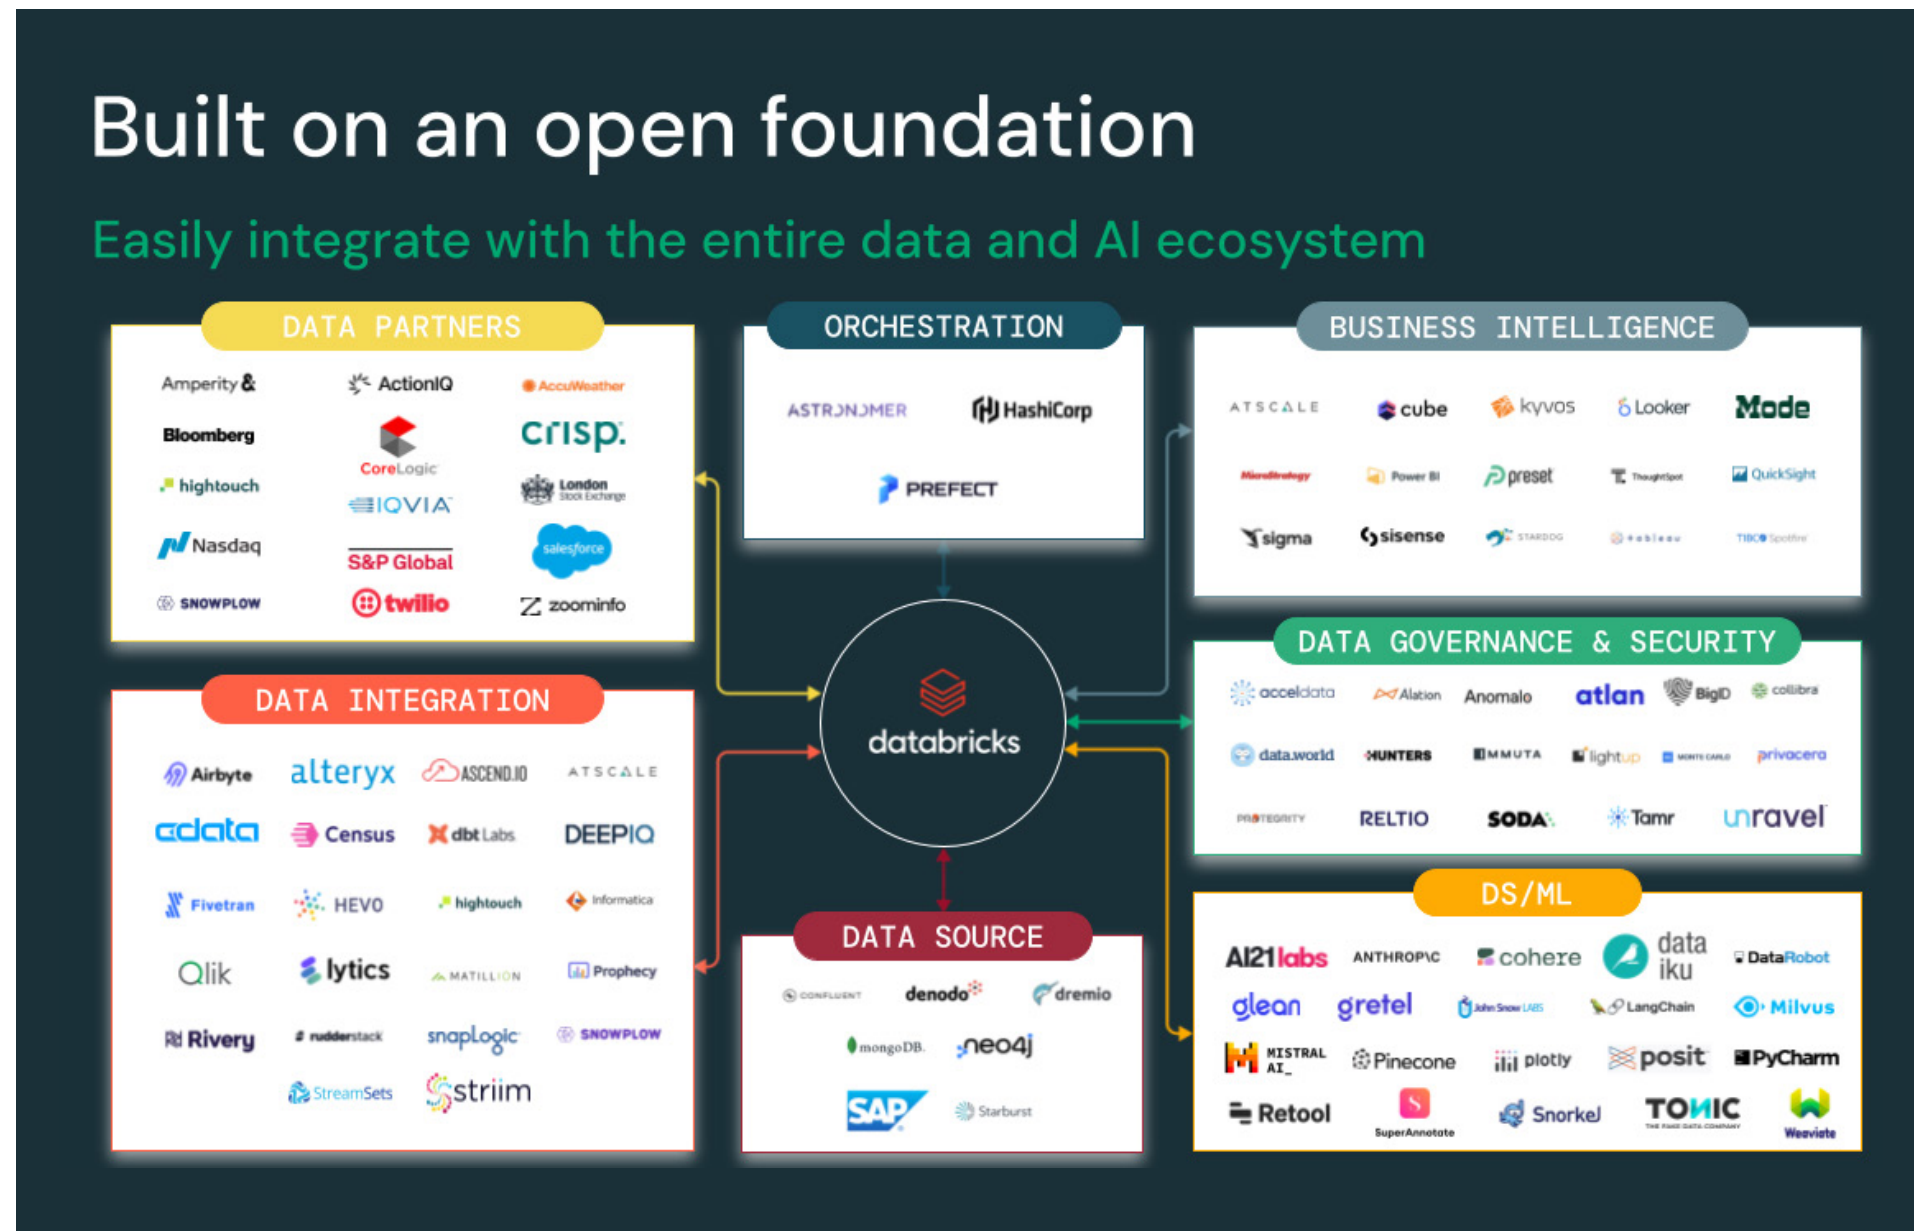 Built on an open foundation
Easily integrate with the entire data and AI ecosystem
DATA PARTNERS
Amperity &
ActionIQ
AccuWeather
Bloomberg
CoreLogic
crisp.
hightouch
IQVIA
London
Stock Exchange
Nasdaq
S&P Global
salesforce
SNOWPLOW
twilio
zoominfo
ORCHESTRATION
ASTRONOMER
HashiCorp
PREFECT
BUSINESS INTELLIGENCE
ATSCALE
cube
kyvos
Looker
Mode
MicroStrategy
Power BI
preset
ThoughtSpot
QuickSight
sigma
sisense
STARDOG
tableau
TIBCO Spotfire
DATA INTEGRATION
Airbyte
alteryx
ASCEND.IO
ATSCALE
cdata
Census
dbt Labs
DEEPIQ
Fivetran
HEVO
hightouch
Informatica
Qlik
lytics
MATILLION
Prophecy
Rivery
rudderstack
snapLogic
SNOWPLOW
StreamSets
striim
databricks
DATA GOVERNANCE & SECURITY
acceldata
Alation
Anomalo
atlan
BigID
collibra
data.world
HUNTERS
IMMUTA
lightup
MONTE CARLO
privacera
PROTEGRITY
RELTIO
SODA
Tamr
unravel
DATA SOURCE
CONFLUENT
denodo
dremio
mongoDB.
neo4j
SAP
Starburst
DS/ML
AI21labs
ANTHROP\C
cohere
data
iku
DataRobot
glean
gretel
John Snow LABS
LangChain
Milvus
MISTRAL
AI_
Pinecone
plotly
posit
PyCharm
Retool
S
SuperAnnotate
Snorkel
TONIC
THE FAKE DATA COMPANY
Weaviate